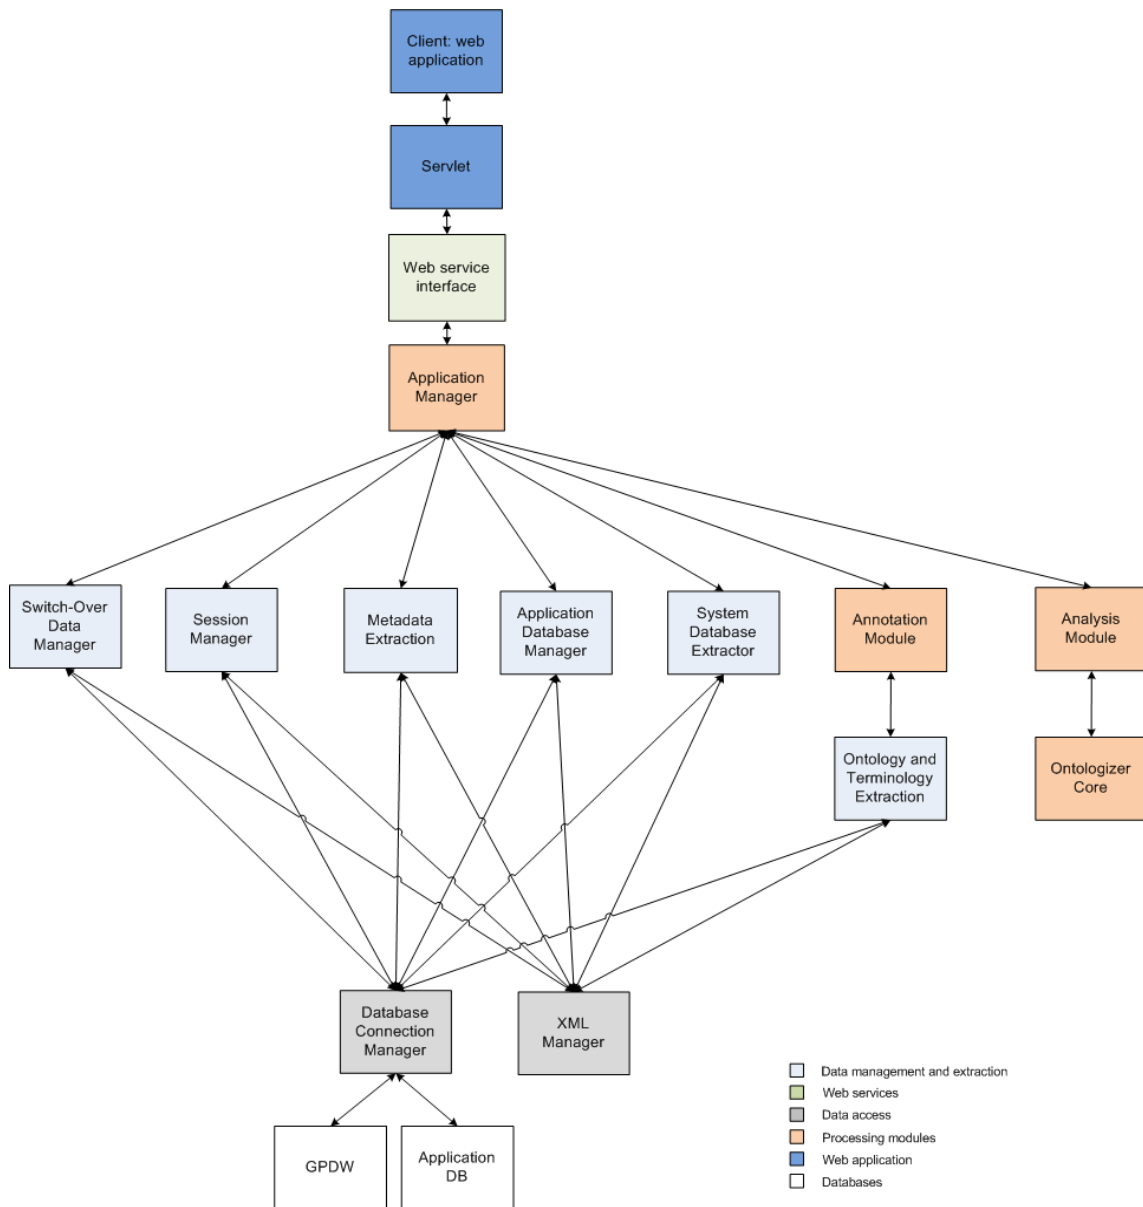 Client: web
application
Servlet
Web service
interface
Application
Manager
Switch-Over
Data
Manager
Session
Manager
Metadata
Extraction
Application
Database
Manager
System
Database
Extractor
Annotation
Module
Analysis
Module
Ontology and
Terminology
Extraction
Ontologizer
Core
Database
Connection
Manager
XML
Manager
GPDW
Application
DB
Data management and extraction
Web services
Data access
Processing modules
Web application
Databases